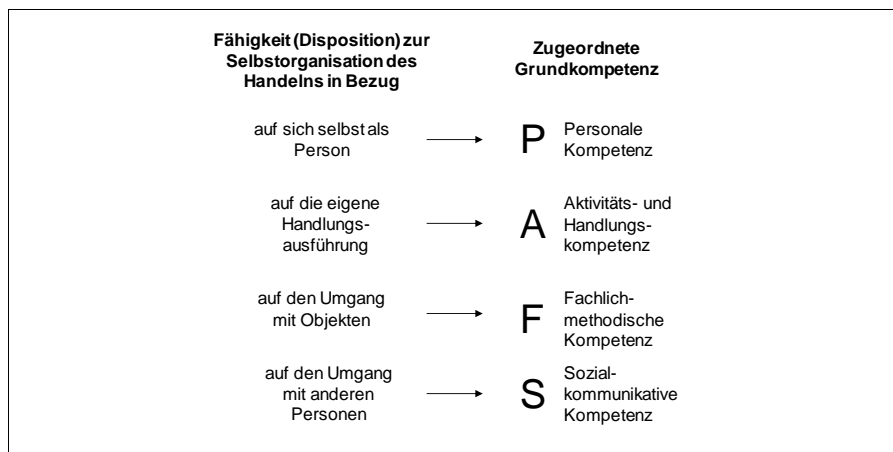 Fähigkeit (Disposition) zur
Selbstorganisation des
Handelns in Bezug
Zugeordnete
Grundkompetenz
auf sich selbst als
Person
P
Personale
Kompetenz
auf die eigene
Handlungs-
ausführung
A
Aktivitäts- und
Handlungs-
kompetenz
auf den Umgang
mit Objekten
F
Fachlich-
methodische
Kompetenz
auf den Umgang
mit anderen
Personen
S
Sozial-
kommunikative
Kompetenz